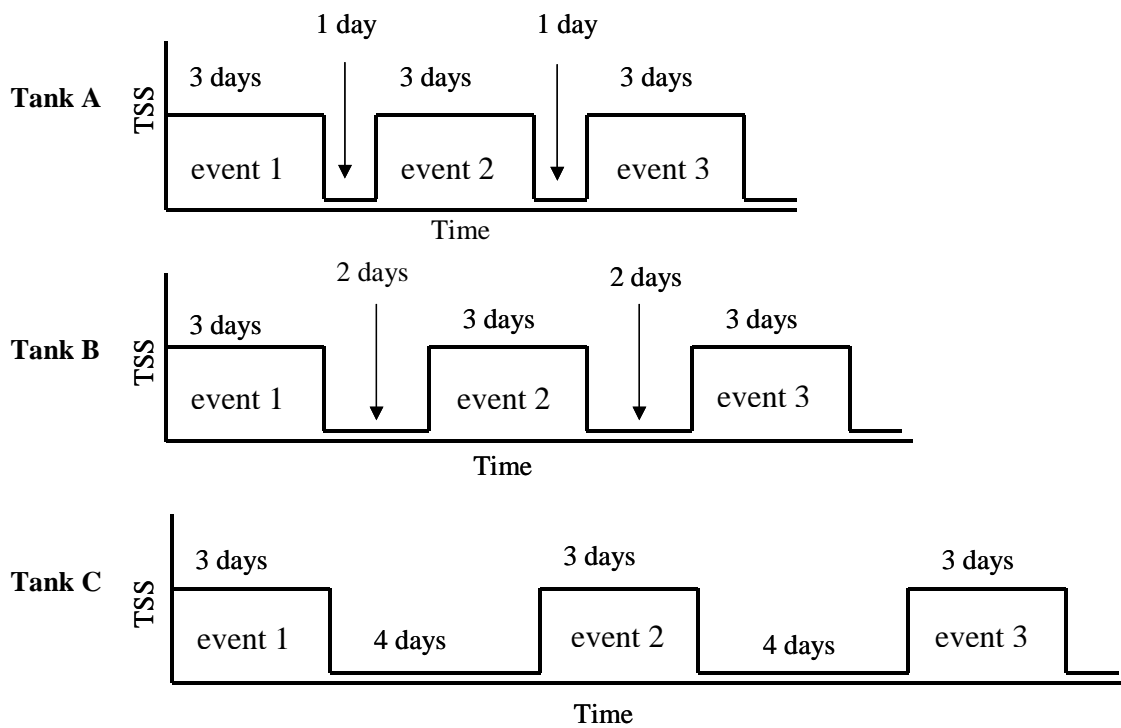 1 day 1 day
3 days 3 days 3 days
Tank A
TSS
event 1 event 2 event 3
Time
2 days 2 days
3 days 3 days 3 days
Tank B
TSS
event 1 event 2 event 3
Time
3 days 3 days 3 days
Tank C
TSS
event 1 4 days event 2 4 days event 3
Time